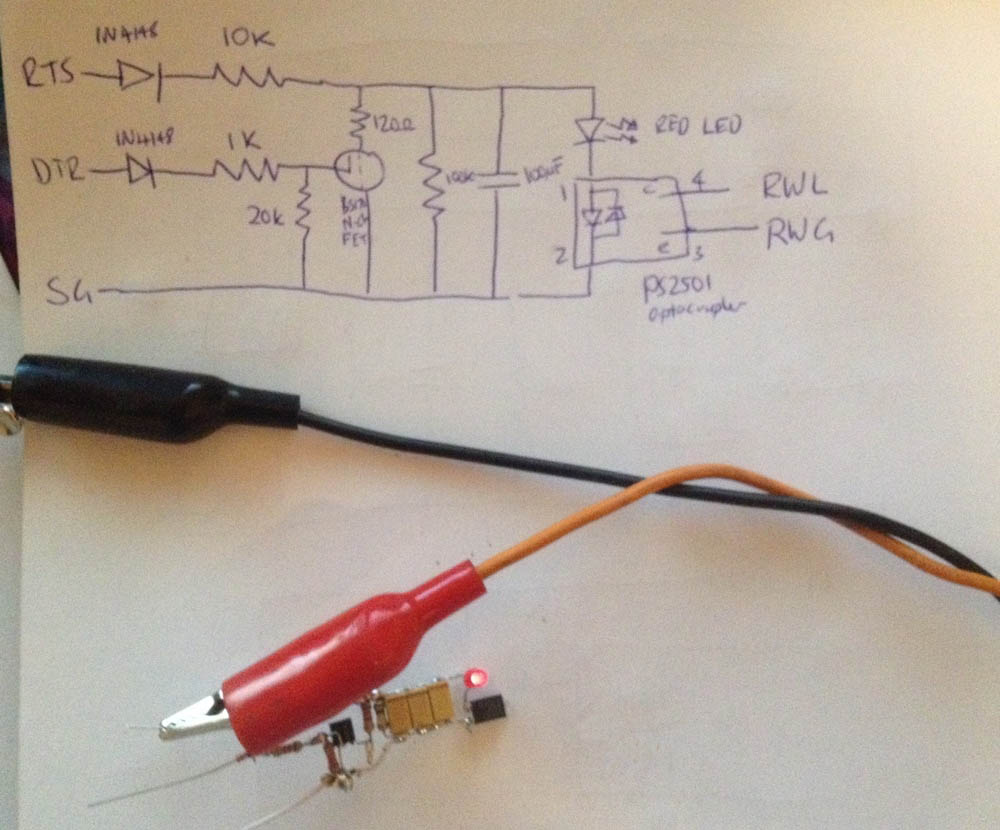 1N4148
10K
RTS
120Ω
RED LED
1N4148
1K
DTR
100K
100uF
1
C
4
RWL
20K
N-CH
FET
RWG
2
e
3
SG
PS2501
optocoupler